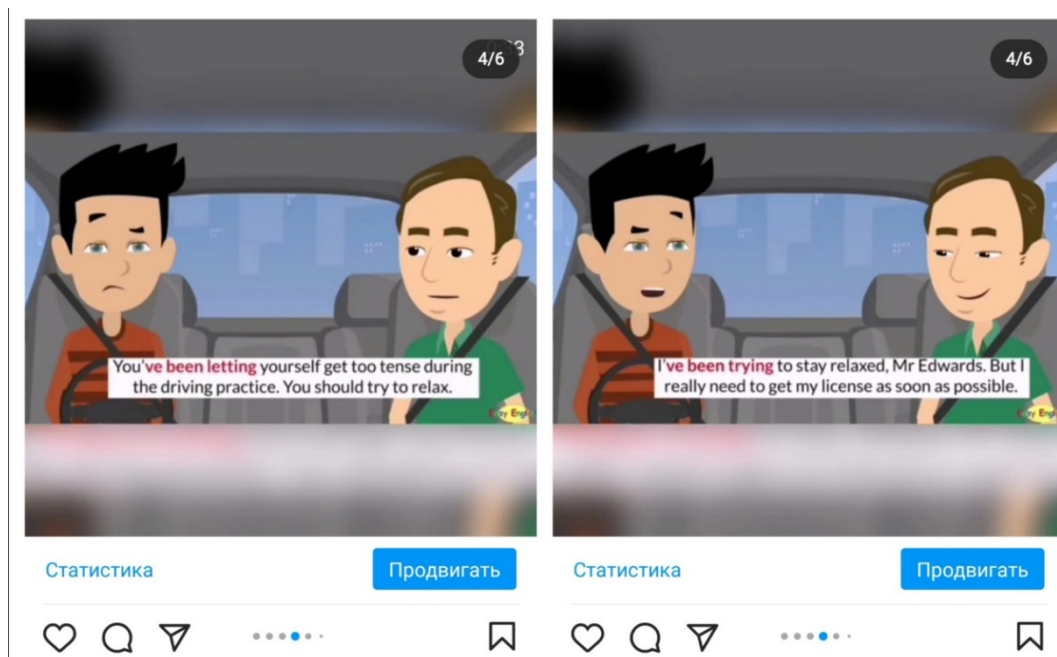 4/6
You've been letting yourself get too tense during
the driving practice. You should try to relax.
Статистика
Продвигать
4/6
I've been trying to stay relaxed, Mr Edwards. But I
really need to get my license as soon as possible.
Статистика
Продвигать